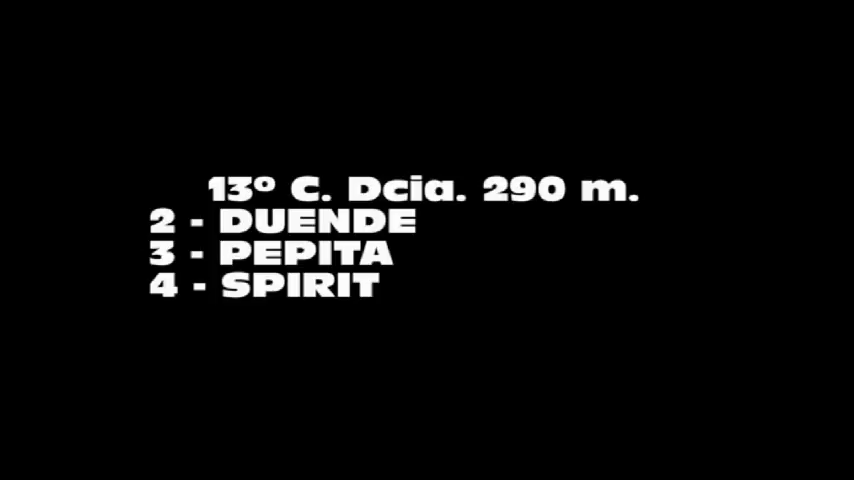 13º C. Dcia. 290 m.
2 - DUENDE
3 - PEPITA
4 - SPIRIT